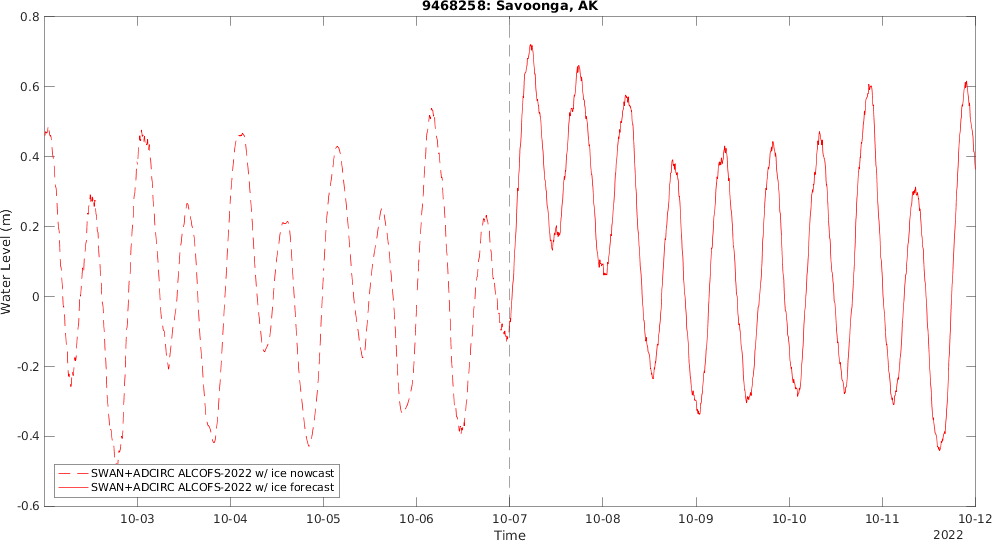 9468258: Savoonga, AK
0.8
0.6
0.4
0.2
0
-0.2
-0.4
-0.6
Water Level (m)
SWAN+ADCIRC ALCOFS-2022 w/ ice nowcast
SWAN+ADCIRC ALCOFS-2022 w/ ice forecast
10-03 10-04 10-05 10-06 10-07 10-08 10-09 10-10 10-11 10-12
Time
2022